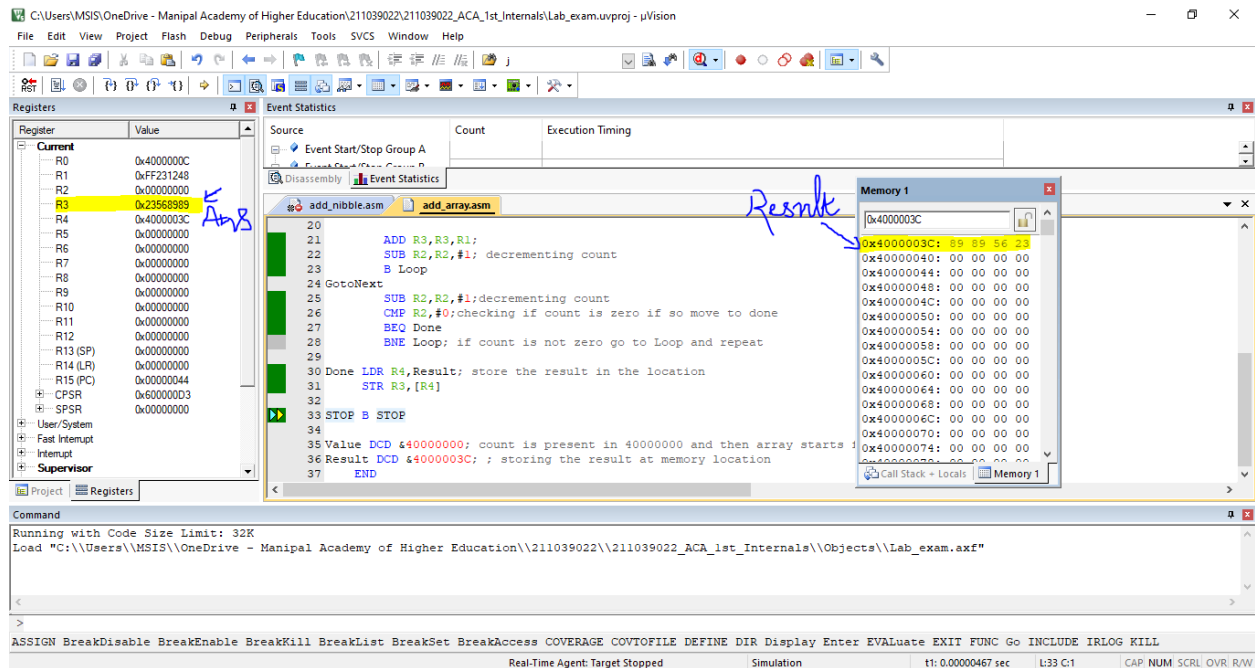 C:\Users\MSIS\OneDrive - Manipal Academy of Higher Education\211039022\211039022_ACA_1st_Internals\Lab_exam.uvproj - µVision
File Edit View Project Flash Debug Peripherals Tools SVCS Window Help
j
Registers
Register Value
Current
R0 0x4000000C
R1 0xFF231248
R2 0x00000000
R3 0x23568989
R4 0x4000003C
R5 0x00000000
R6 0x00000000
R7 0x00000000
R8 0x00000000
R9 0x00000000
R10 0x00000000
R11 0x00000000
R12 0x00000000
R13 (SP) 0x00000000
R14 (LR) 0x00000000
R15 (PC) 0x00000044
CPSR 0x600000D3
SPSR 0x00000000
User/System
Fast Interrupt
Interrupt
Supervisor
Project Registers
Ans
Event Statistics
Source Count Execution Timing
Event Start/Stop Group A
Disassembly Event Statistics
add_nibble.asm add_array.asm
20
21 ADD R3,R3,R1;
22 SUB R2,R2,#1; decrementing count
23 B Loop
24 GotoNext
25 SUB R2,R2,#1;decrementing count
26 CMP R2,#0;checking if count is zero if so move to done
27 BEQ Done
28 BNE Loop; if count is not zero go to Loop and repeat
29
30 Done LDR R4,Result; store the result in the location
31 STR R3,[R4]
32
33 STOP B STOP
34
35 Value DCD &40000000; count is present in 40000000 and then array starts
36 Result DCD &4000003C; ; storing the result at memory location
37 END
Result
Memory 1
0x4000003C
0x4000003C: 89 89 56 23
0x40000040: 00 00 00 00
0x40000044: 00 00 00 00
0x40000048: 00 00 00 00
0x4000004C: 00 00 00 00
0x40000050: 00 00 00 00
0x40000054: 00 00 00 00
0x40000058: 00 00 00 00
0x4000005C: 00 00 00 00
0x40000060: 00 00 00 00
0x40000064: 00 00 00 00
0x40000068: 00 00 00 00
0x4000006C: 00 00 00 00
0x40000070: 00 00 00 00
0x40000074: 00 00 00 00
Call Stack + Locals Memory 1
Command
Running with Code Size Limit: 32K
Load "C:\\Users\\MSIS\\OneDrive - Manipal Academy of Higher Education\\211039022\\211039022_ACA_1st_Internals\\Objects\\Lab_exam.axf"
>
ASSIGN BreakDisable BreakEnable BreakKill BreakList BreakSet BreakAccess COVERAGE COVTOFILE DEFINE DIR Display Enter EVALuate EXIT FUNC Go INCLUDE IRLOG KILL
Real-Time Agent: Target Stopped Simulation t1: 0.00000467 sec L:33 C:1 CAP NUM SCRL OVR R/W